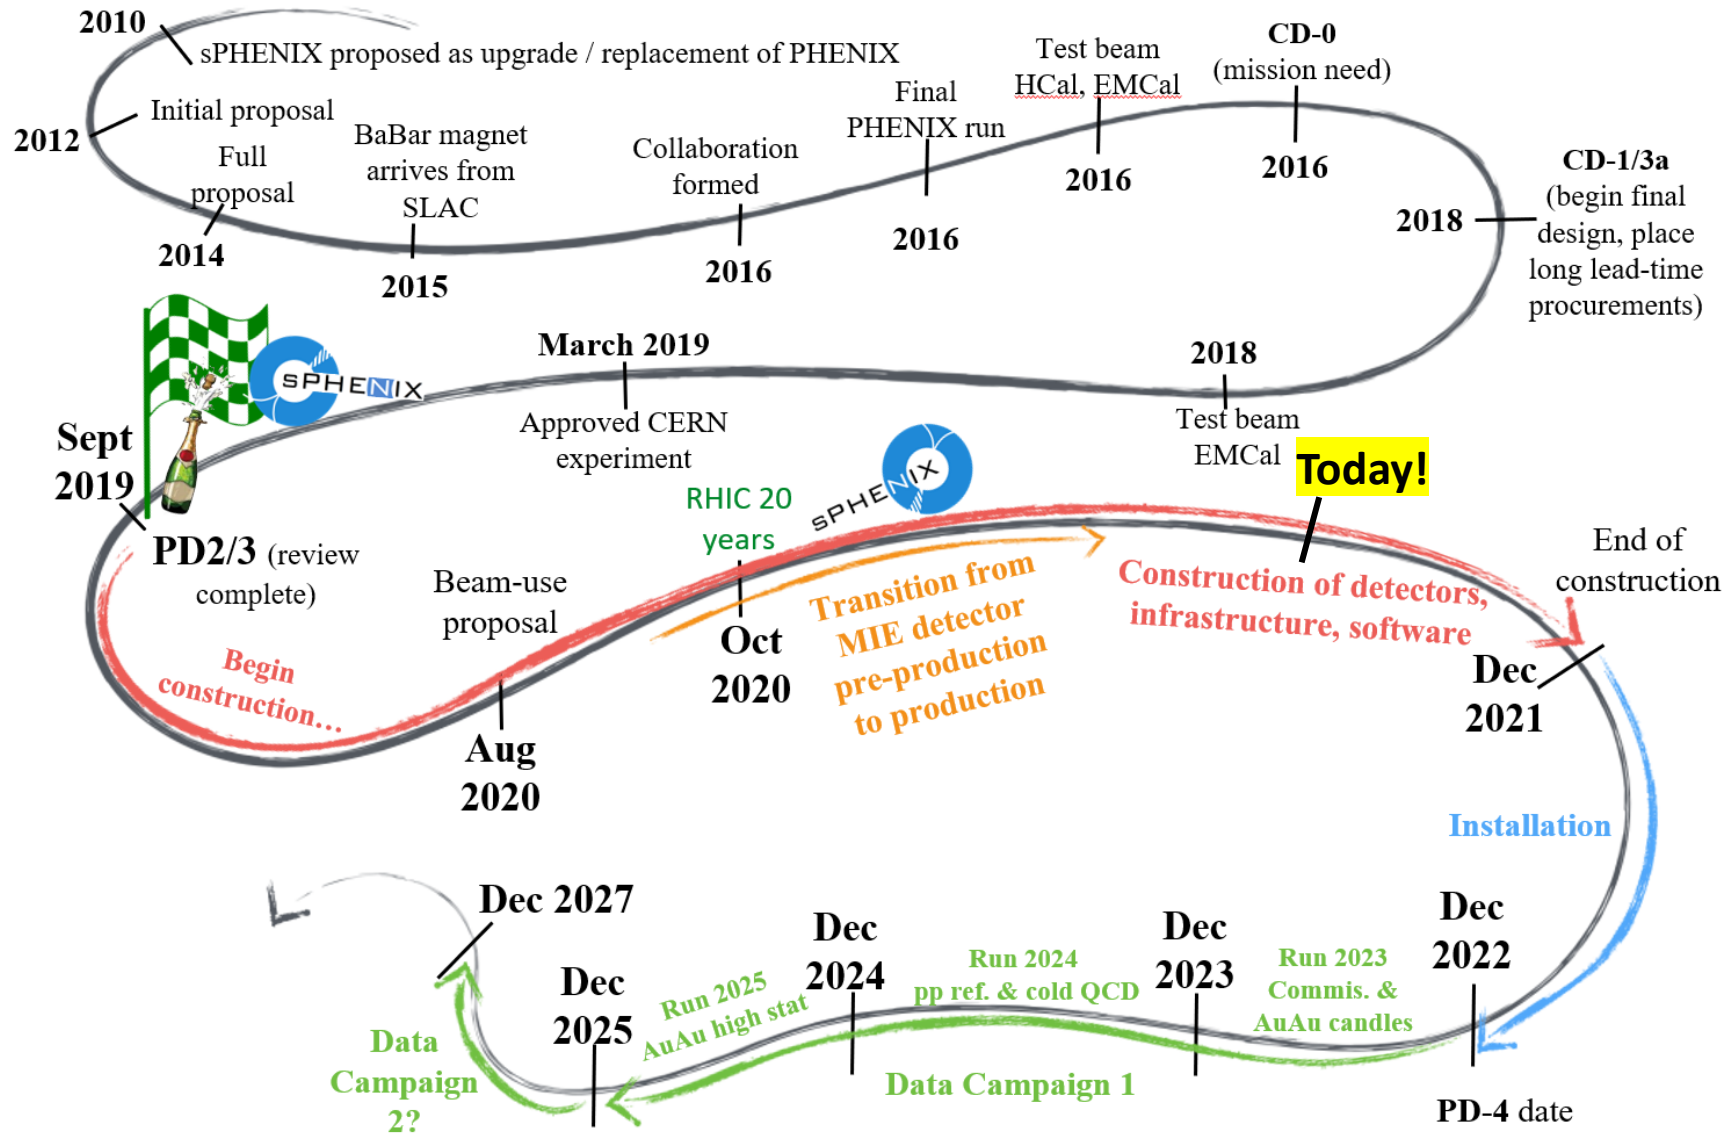 2010
sPHENIX proposed as upgrade / replacement of PHENIX
2012
Initial proposal
Full
proposal
2014
BaBar magnet
arrives from
SLAC
2015
Collaboration
formed
2016
Final
PHENIX run
2016
Test beam
HCal, EMCal
2016
CD-0
(mission need)
2016
2018
CD-1/3a
(begin final
design, place
long lead-time
procurements)
2018
Test beam
EMCal
March 2019
Approved CERN
experiment
sPHENIX
Sept
2019
PD2/3 (review
complete)
Begin
construction...
Beam-use
proposal
Aug
2020
RHIC 20
years
Oct
2020
sPHENIX
Transition from
MIE detector
pre-production
to production
Today!
Construction of detectors,
infrastructure, software
End of
construction
Dec
2021
Installation
Dec
2022
PD-4 date
Run 2023
Commis. &
AuAu candles
Dec
2023
Run 2024
pp ref. & cold QCD
Data Campaign 1
Dec
2024
Run 2025
AuAu high stat
Dec
2025
Data
Campaign
2?
Dec 2027